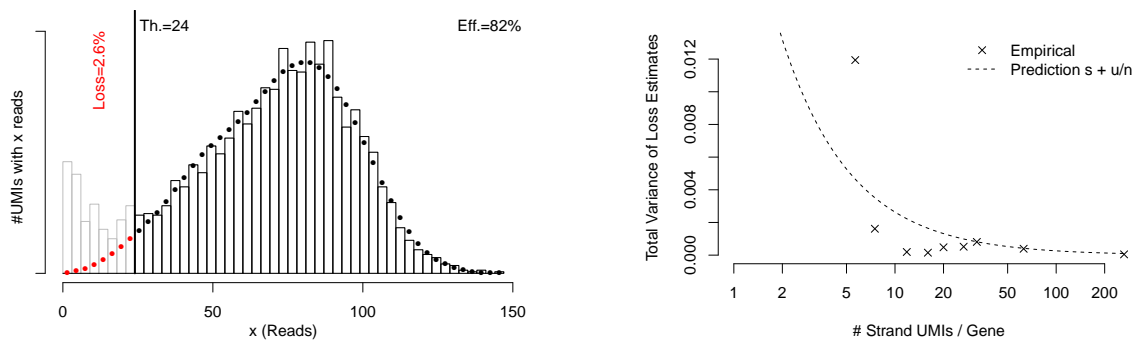 Th.=24
Eff.=82%
Loss=2.6%
#UMIs with x reads
0
50
100
150
x (Reads)
Total Variance of Loss Estimates
0.000
0.004
0.008
0.012
Empirical
Prediction s + u/n
1
2
5
10
20
50
100
200
# Strand UMIs / Gene